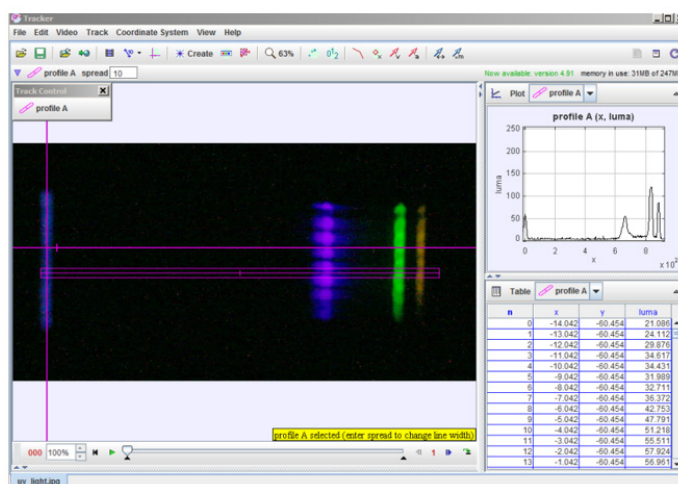 Tracker
File Edit Video Track Coordinate System View Help
Create 63%
profile A spread 10
Now available: version 4.91 memory in use: 31MB of 247M
Track Control
profile A
Plot profile A
profile A (x, luma)
250
200
150
100
50
0
luma
0 2 4 6 8
x
x 10²
Table profile A
n x y luma
0 -14.042 -60.454 21.086
1 -13.042 -60.454 24.112
2 -12.042 -60.454 29.876
3 -11.042 -60.454 34.617
4 -10.042 -60.454 34.431
5 -9.042 -60.454 31.989
6 -8.042 -60.454 32.711
7 -7.042 -60.454 36.372
8 -6.042 -60.454 42.753
9 -5.042 -60.454 47.791
10 -4.042 -60.454 51.218
11 -3.042 -60.454 55.511
12 -2.042 -60.454 57.924
13 -1.042 -60.454 56.961
profile A selected (enter spread to change line width)
000 100% 1
uv_light.jpg